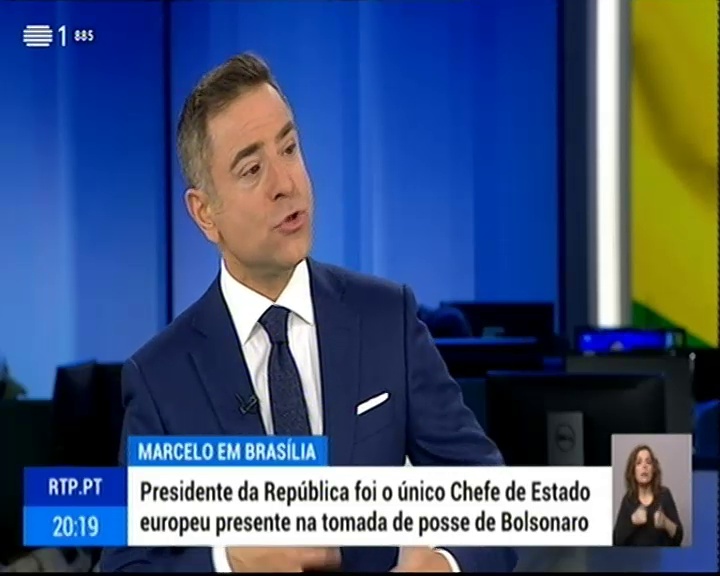 1 885
MARCELO EM BRASÍLIA
RTP.PT
Presidente da República foi o único Chefe de Estado
20:19
europeu presente na tomada de posse de Bolsonaro
DELL